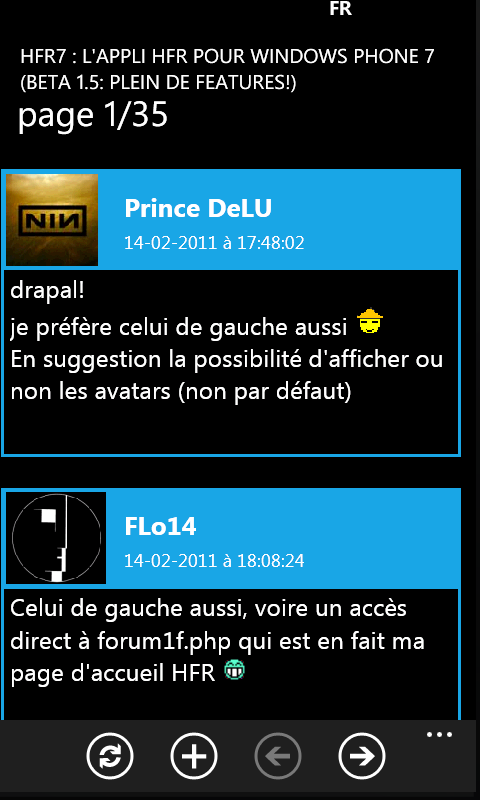 FR
HFR7 : L'APPLI HFR POUR WINDOWS PHONE 7
(BETA 1.5: PLEIN DE FEATURES!)
page 1/35
NIN
Prince DeLU
14-02-2011 à 17:48:02
drapal!
je préfère celui de gauche aussi
En suggestion la possibilité d'afficher ou
non les avatars (non par défaut)
FLo14
14-02-2011 à 18:08:24
Celui de gauche aussi, voire un accès
direct à forum1f.php qui est en fait ma
page d'accueil HFR